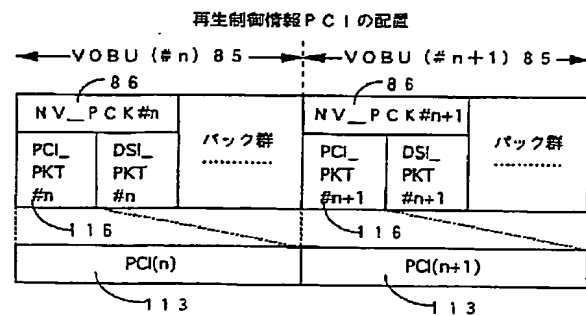 再生制御情報PCIの配置
VOBU (#n) 85 VOBU (#n+1) 85
86 86
NV_PCK#n パック群 ............ NV_PCK#n+1 パック群 ............
PCI_ DSI_ PCI_ DSI_
PKT PKT PKT PKT
#n #n #n+1 #n+1
116 116
PCI(n) PCI(n+1)
113 113